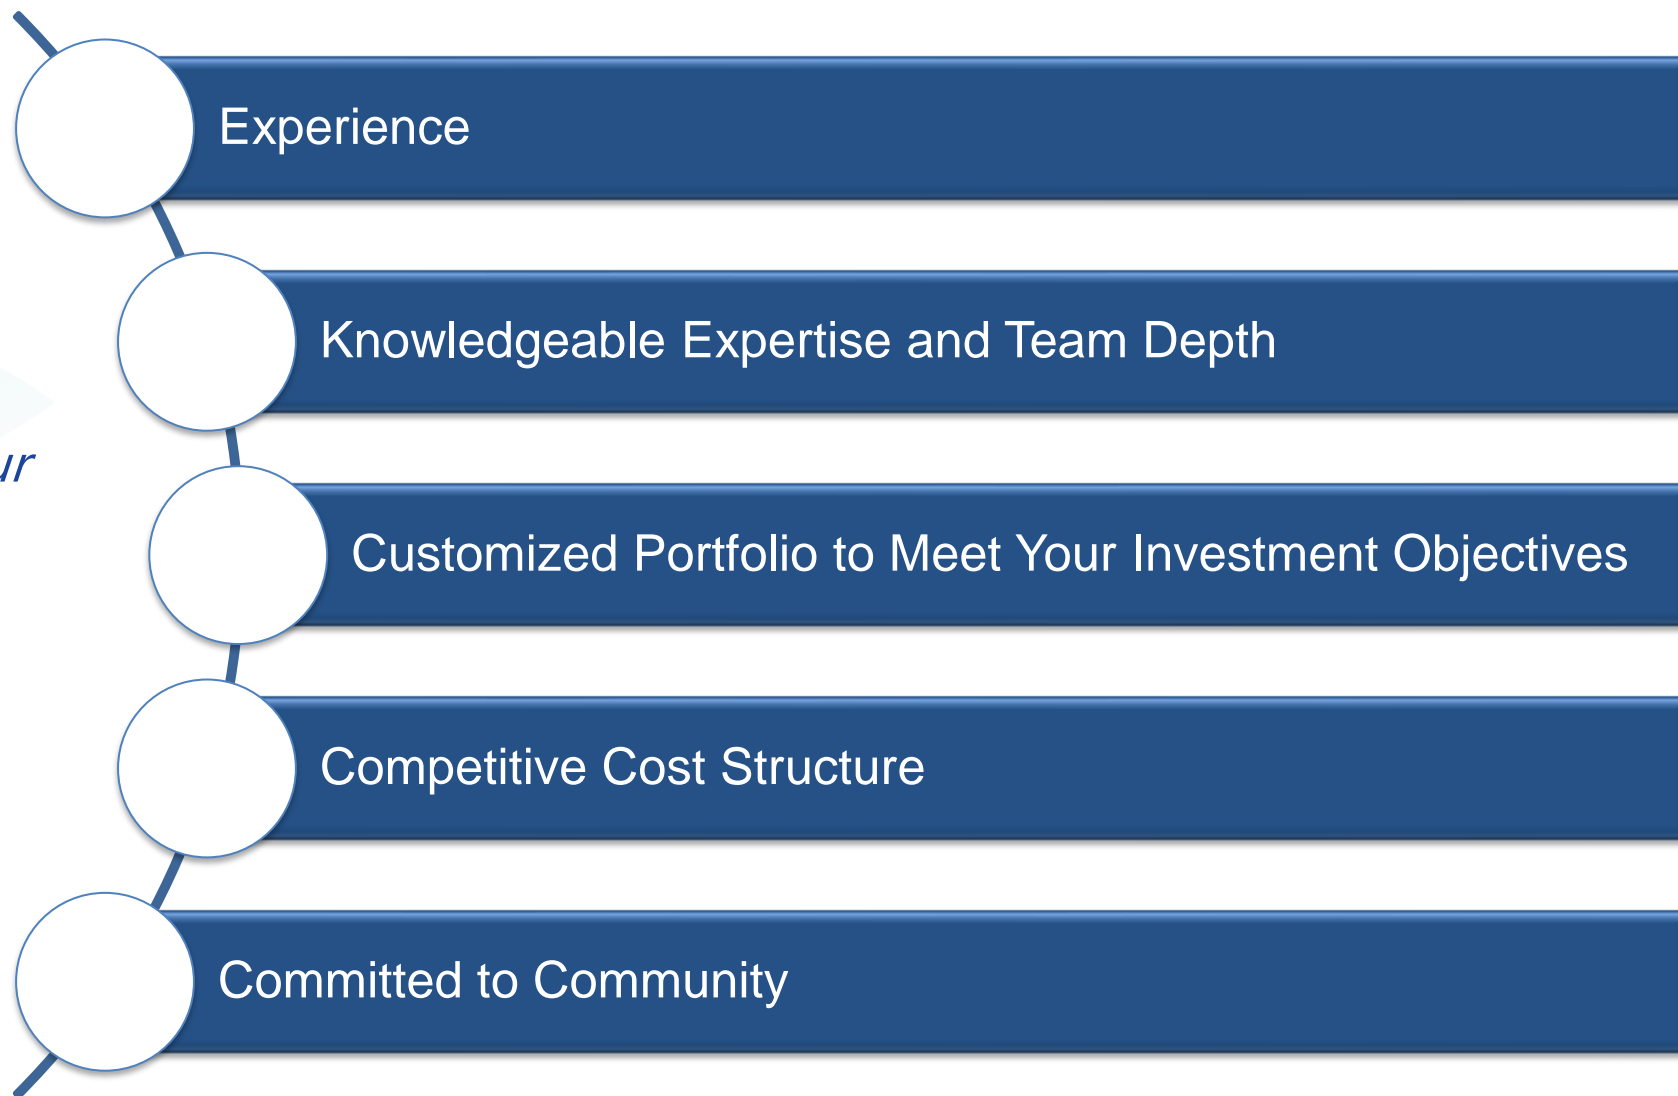 Experience
Knowledgeable Expertise and Team Depth
Customized Portfolio to Meet Your Investment Objectives
Competitive Cost Structure
Committed to Community